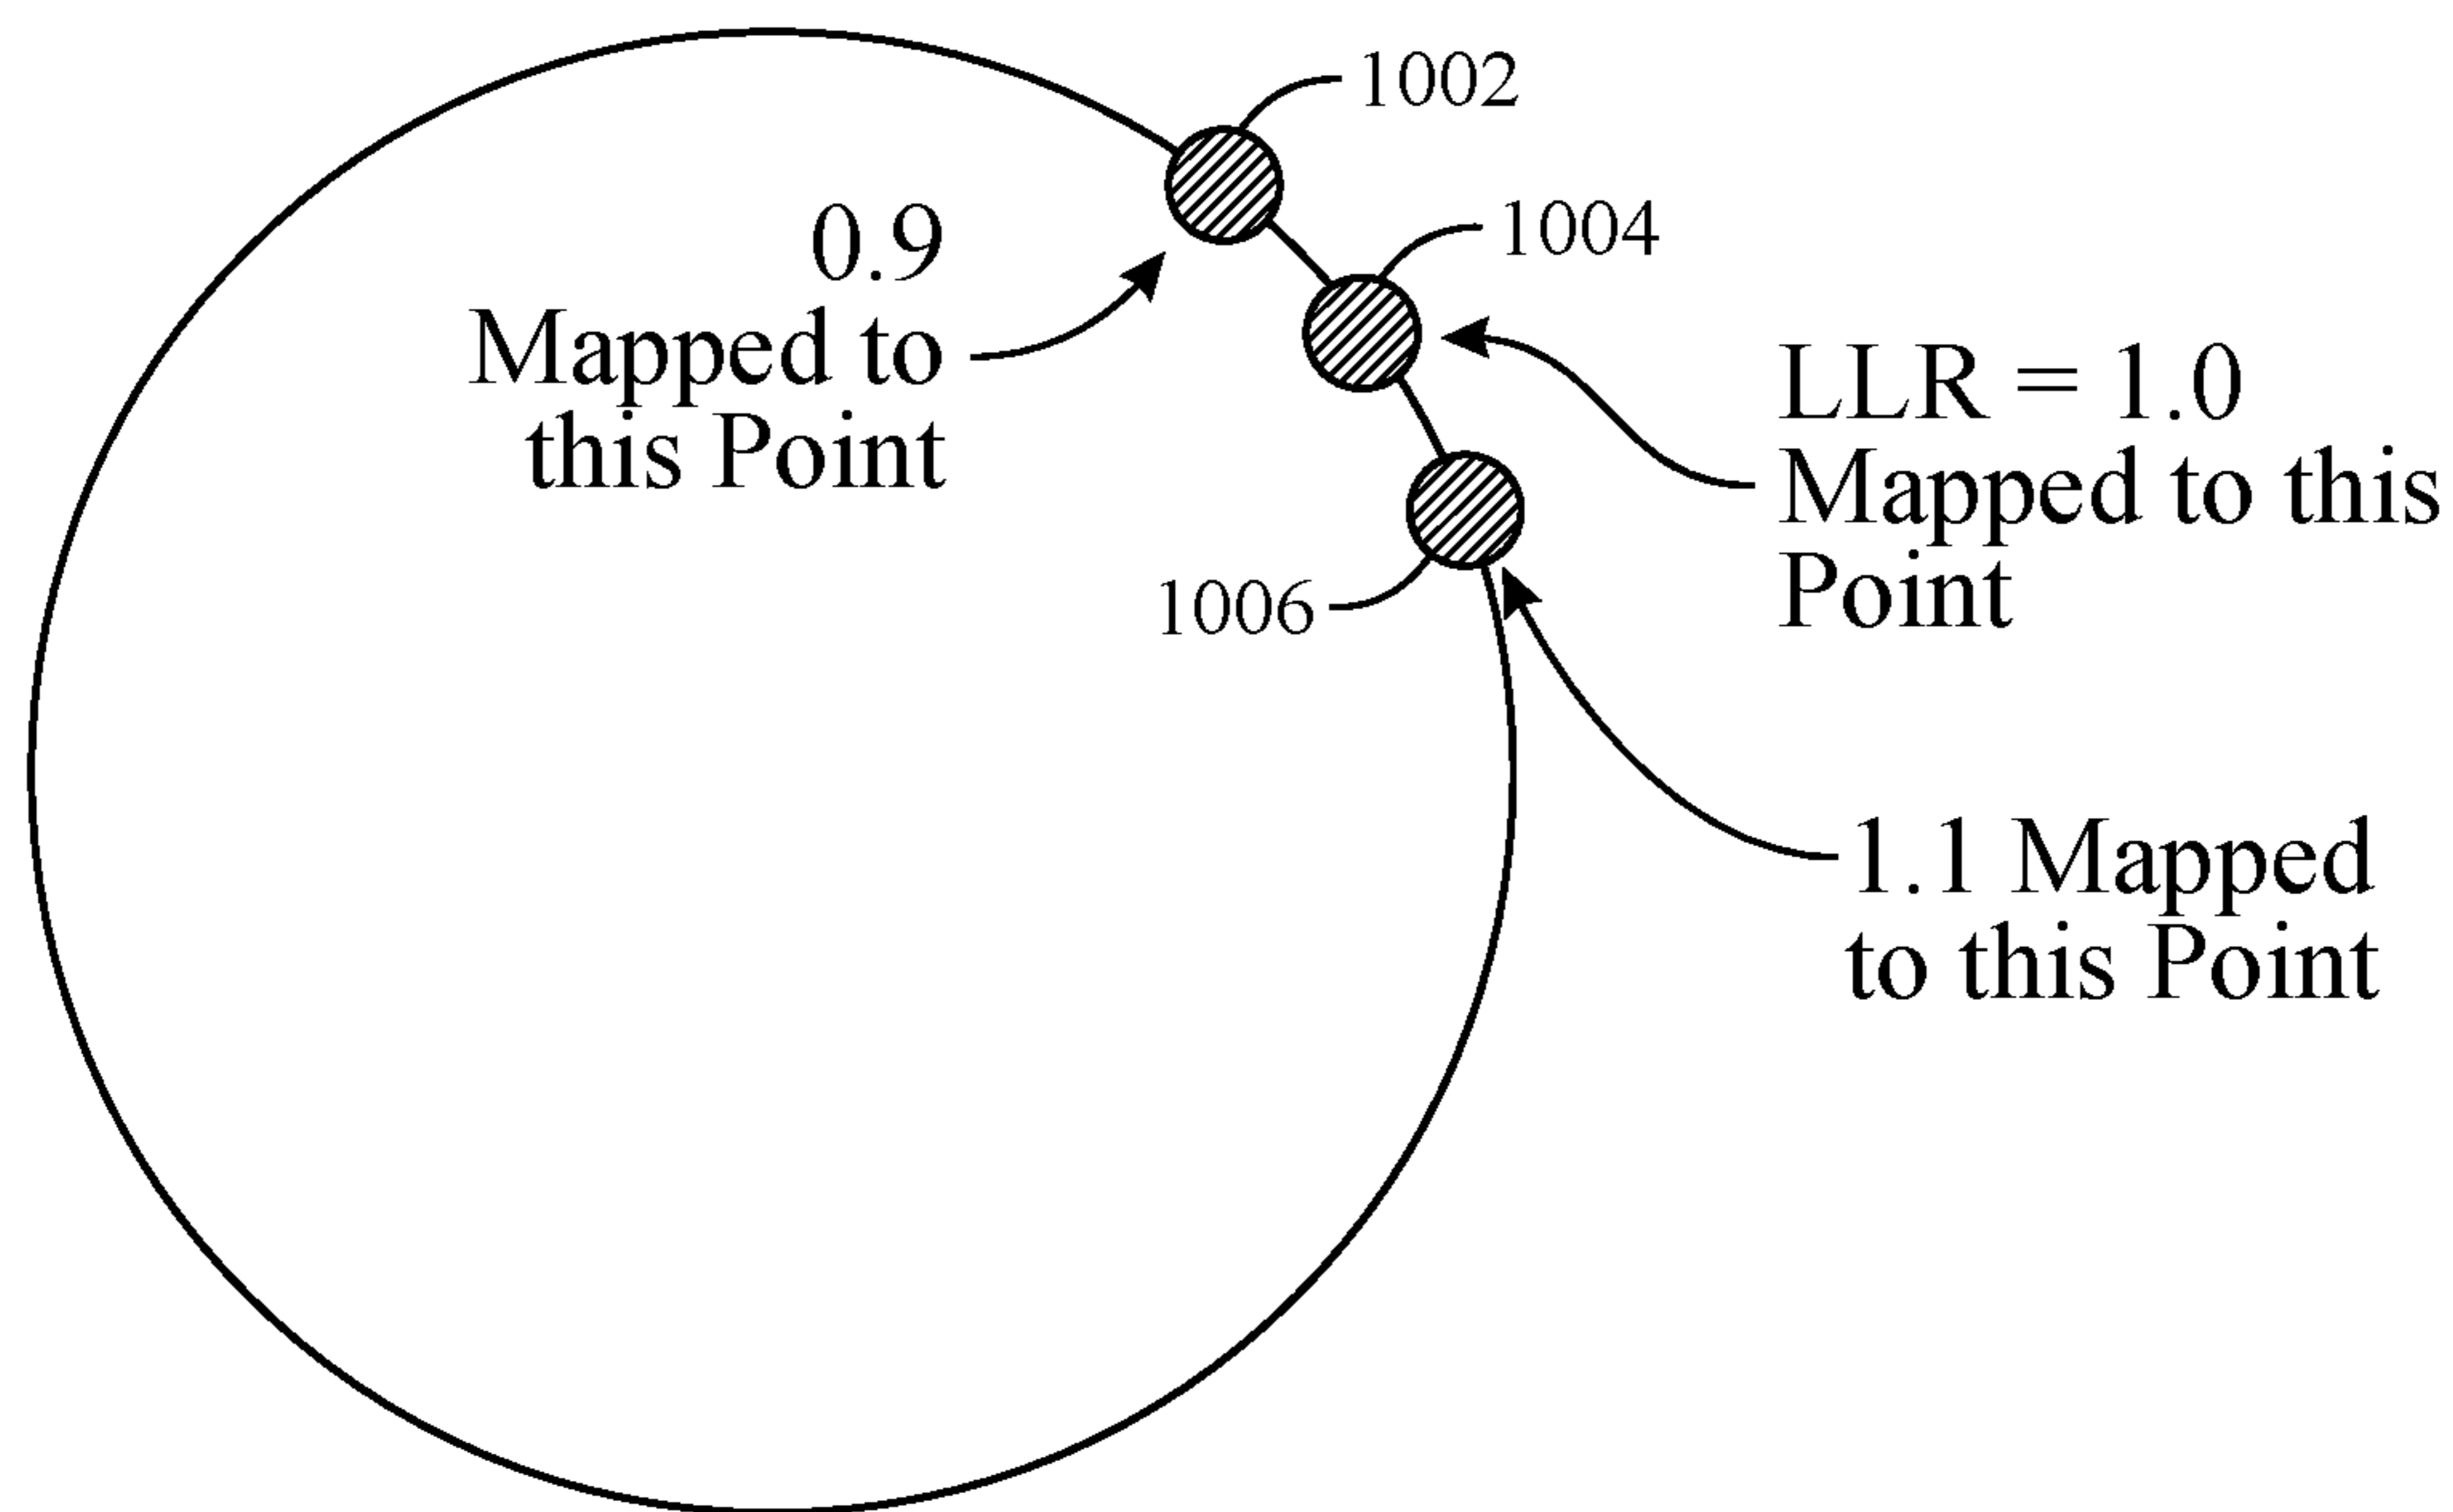 1002
1004
0.9
Mapped to
this Point
LLR = 1.0
Mapped to this
Point
1006
1.1 Mapped
to this Point